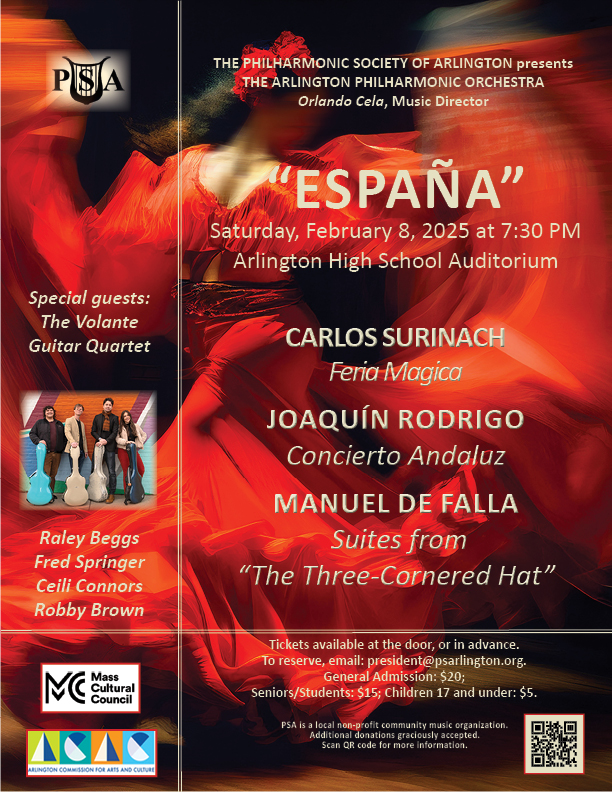 PSA
THE PHILHARMONIC SOCIETY OF ARLINGTON presents
THE ARLINGTON PHILHARMONIC ORCHESTRA
Orlando Cela, Music Director
“ESPAÑA”
Saturday, February 8, 2025 at 7:30 PM
Arlington High School Auditorium
Special guests:
The Volante
Guitar Quartet
Raley Beggs
Fred Springer
Ceili Connors
Robby Brown
CARLOS SURINACH
Feria Magica
JOAQUÍN RODRIGO
Concierto Andaluz
MANUEL DE FALLA
Suites from
“The Three-Cornered Hat”
Mass
Cultural
Council
MCC
ACAC
ARLINGTON COMMISSION FOR ARTS AND CULTURE
Tickets available at the door, or in advance.
To reserve, email: president@psarlington.org.
General Admission: $20;
Seniors/Students: $15; Children 17 and under: $5.
PSA is a local non-profit community music organization.
Additional donations graciously accepted.
Scan QR code for more information.